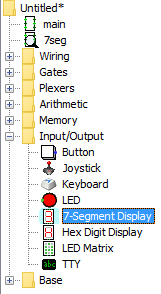 Untitled*
main
7seg
Wiring
Gates
Plexers
Arithmetic
Memory
Input/Output
Button
Joystick
Keyboard
LED
7-Segment Display
Hex Digit Display
LED Matrix
TTY
Base